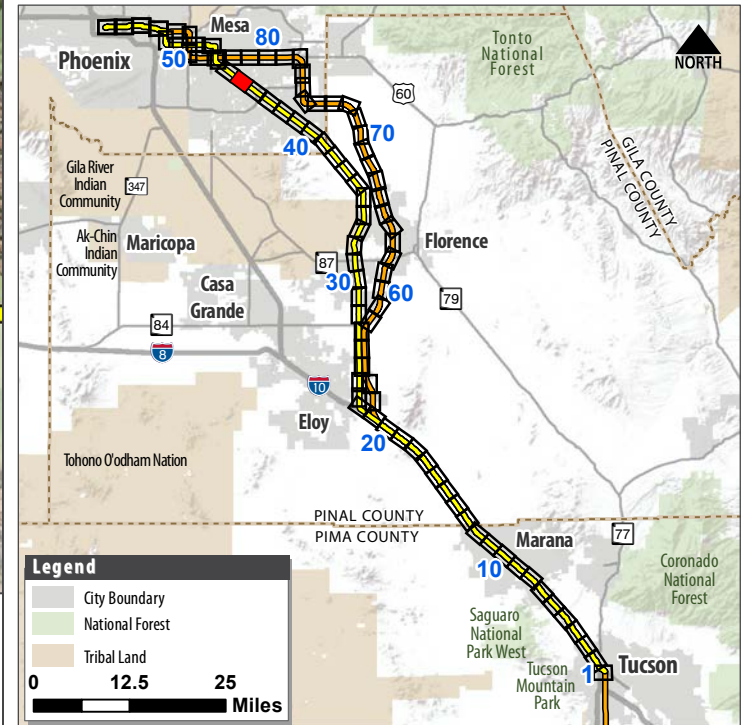 Mesa
80
Phoenix
50
Tonto
National
Forest
NORTH
60
70
40
GILA COUNTY
PINAL COUNTY
Gila River
Indian
Community
347
Ak-Chin
Indian
Community
Maricopa
Florence
87
30
Casa
Grande
60
79
84
8
10
Eloy
20
Tohono O'odham Nation
PINAL COUNTY
PIMA COUNTY
Marana
77
10
Coronado
National
Forest
Saguaro
National
Park West
Tucson
Mountain
Park
1
Tucson
Legend
City Boundary
National Forest
Tribal Land
0 12.5 25
Miles